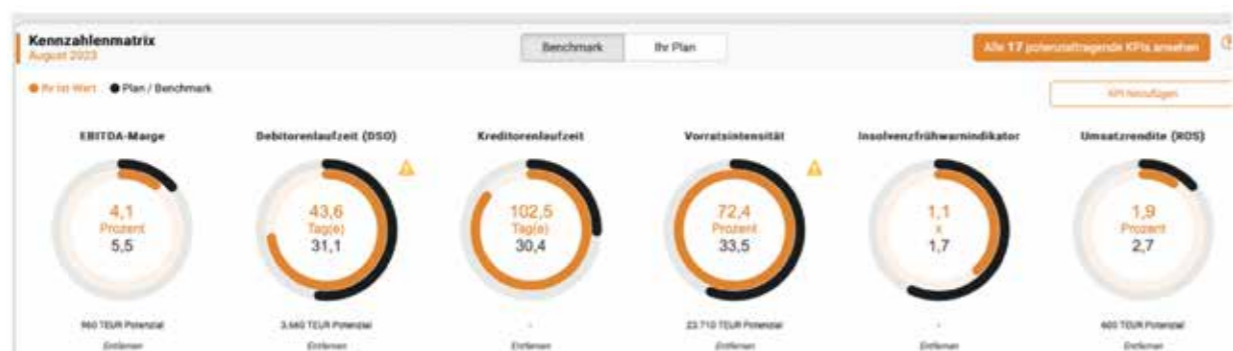 Kennzahlenmatrix
August 2023
Benchmark
Ihr Plan
Alle 17 potenzialtragende KPIs ansehen
Ihr Ist-Wert
Plan / Benchmark
KPI hinzufügen
EBITDA-Marge
4,1
Prozent
5,5
960 TEUR Potenzial
Entfernen
Debitorenlaufzeit (DSO)
43,6
Tag(e)
31,1
3.660 TEUR Potenzial
Entfernen
Kreditorenlaufzeit
102,5
Tag(e)
30,4
-
Entfernen
Vorratsintensität
72,4
Prozent
33,5
23.710 TEUR Potenzial
Entfernen
Insolvenzfrühwarnindikator
1,1
x
1,7
-
Entfernen
Umsatzrendite (ROS)
1,9
Prozent
2,7
600 TEUR Potenzial
Entfernen